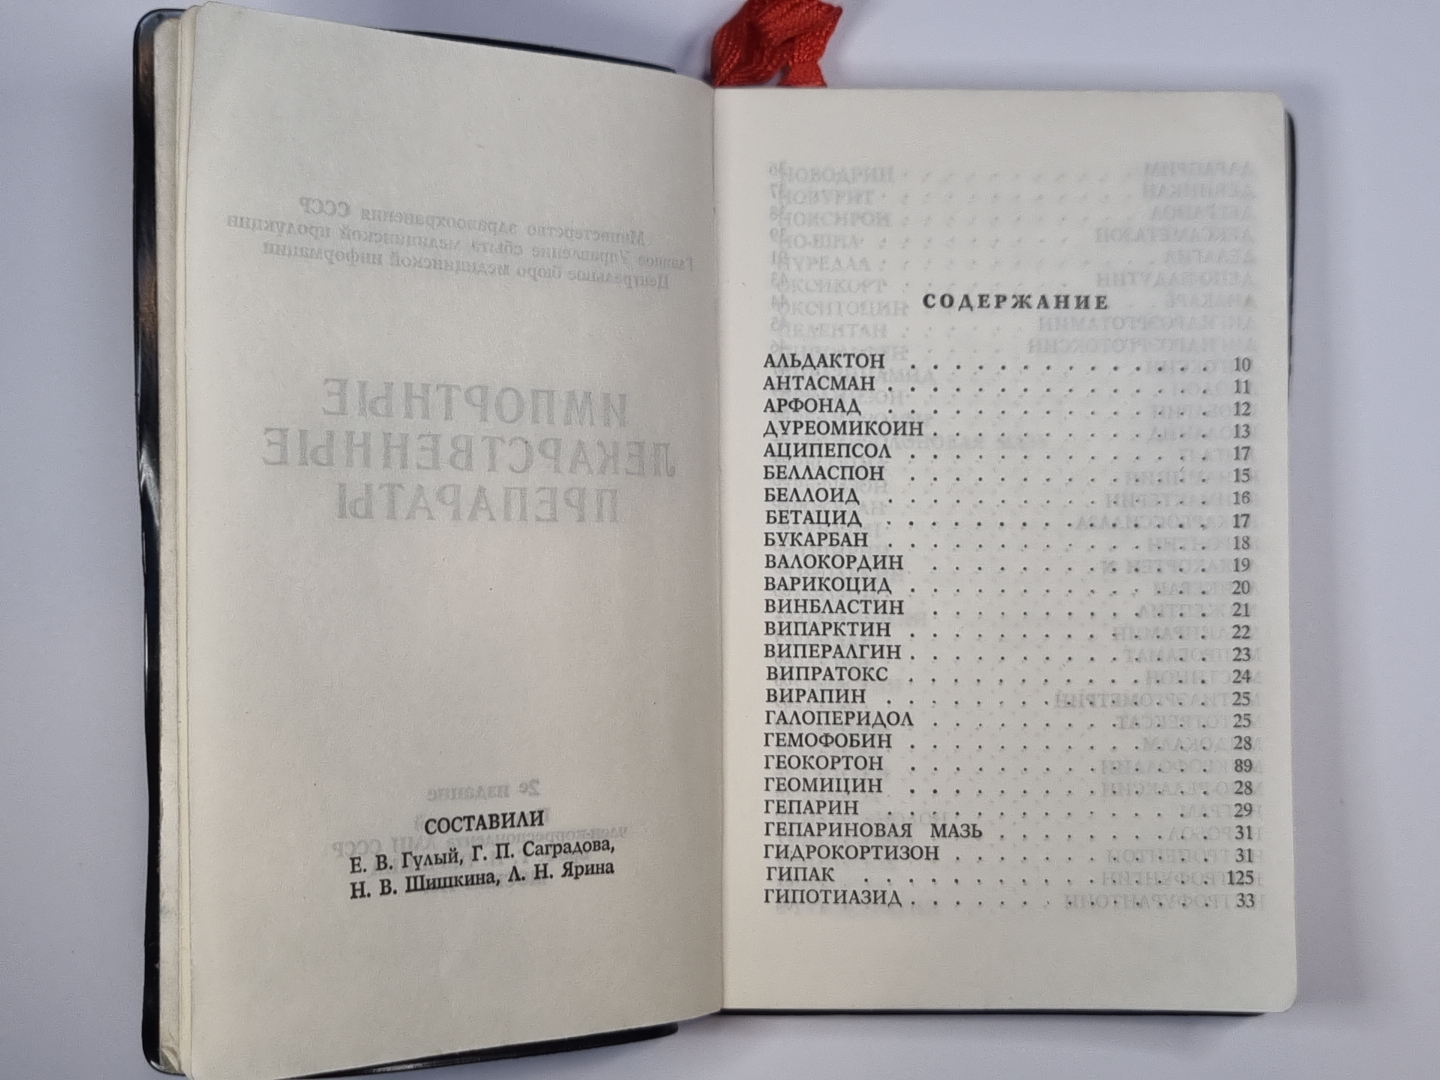 СОСТАВИЛИ
Е. В. Гулый, Г. П. Саградова,
Н. В. Шишкина, Л. Н. Ярина
СОДЕРЖАНИЕ
АЛЬДАКТОН . . . . . . . . . . . . . . 10
АНТАСМАН . . . . . . . . . . . . . . . 11
АРФОНАД . . . . . . . . . . . . . . . 12
ДУРЕОМИКОИН . . . . . . . . . . . . . 13
АЦИПЕПСОЛ . . . . . . . . . . . . . . 17
БЕЛЛАСПОН . . . . . . . . . . . . . . 15
БЕЛЛОИД . . . . . . . . . . . . . . . 16
БЕТАЦИД . . . . . . . . . . . . . . . 17
БУКАРБАН . . . . . . . . . . . . . . . 18
ВАЛОКОРДИН . . . . . . . . . . . . . 19
ВАРИКОЦИД . . . . . . . . . . . . . . 20
ВИНБЛАСТИН . . . . . . . . . . . . . 21
ВИПАРКТИН . . . . . . . . . . . . . . 22
ВИПЕРАЛГИН . . . . . . . . . . . . . . 23
ВИПРАТОКС . . . . . . . . . . . . . . 24
ВИРАПИН . . . . . . . . . . . . . . . 25
ГАЛОПЕРИДОЛ . . . . . . . . . . . . . 25
ГЕМОФОБИН . . . . . . . . . . . . . . 28
ГЕОКОРТОН . . . . . . . . . . . . . . 89
ГЕОМИЦИН . . . . . . . . . . . . . . 28
ГЕПАРИН . . . . . . . . . . . . . . . 29
ГЕПАРИНОВАЯ МАЗЬ . . . . . . . . . . 31
ГИДРОКОРТИЗОН . . . . . . . . . . . . 31
ГИПАК . . . . . . . . . . . . . . . . 125
ГИПОТИАЗИД . . . . . . . . . . . . . . 33